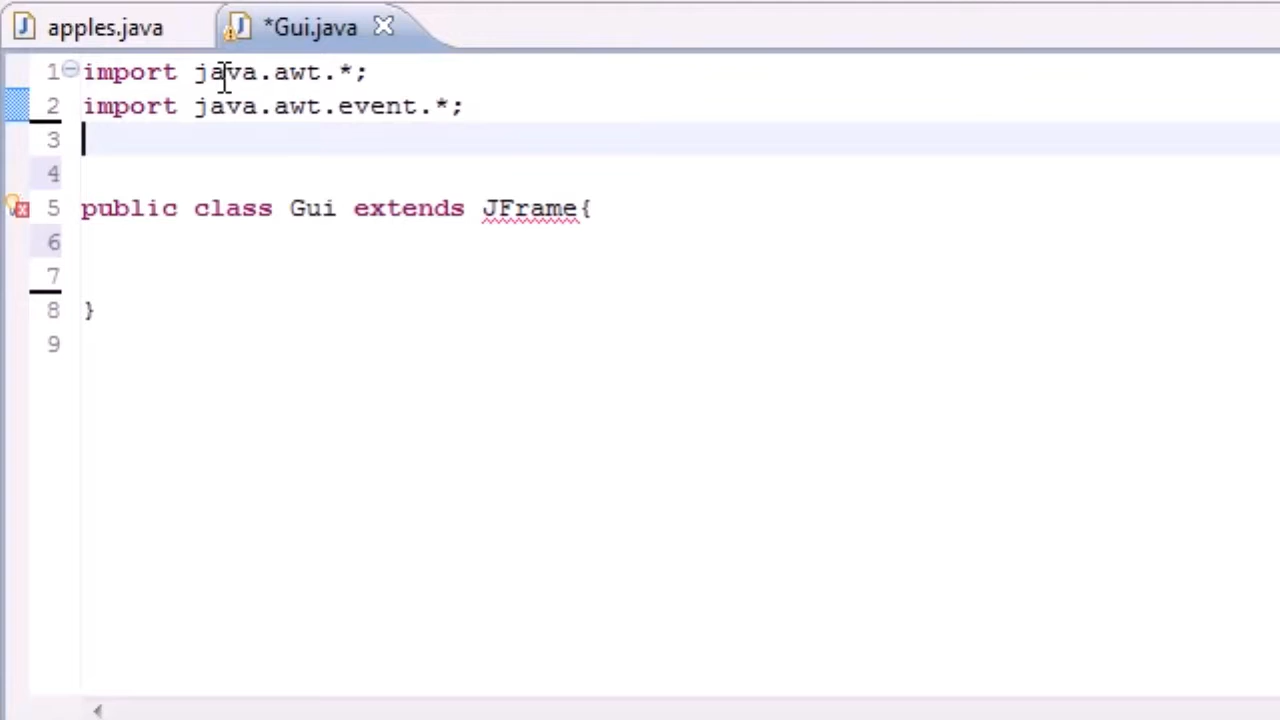 apples.java
*Gui.java
1 import java.awt.*;
2 import java.awt.event.*;
3
4
5 public class Gui extends JFrame{
6
7
8 }
9